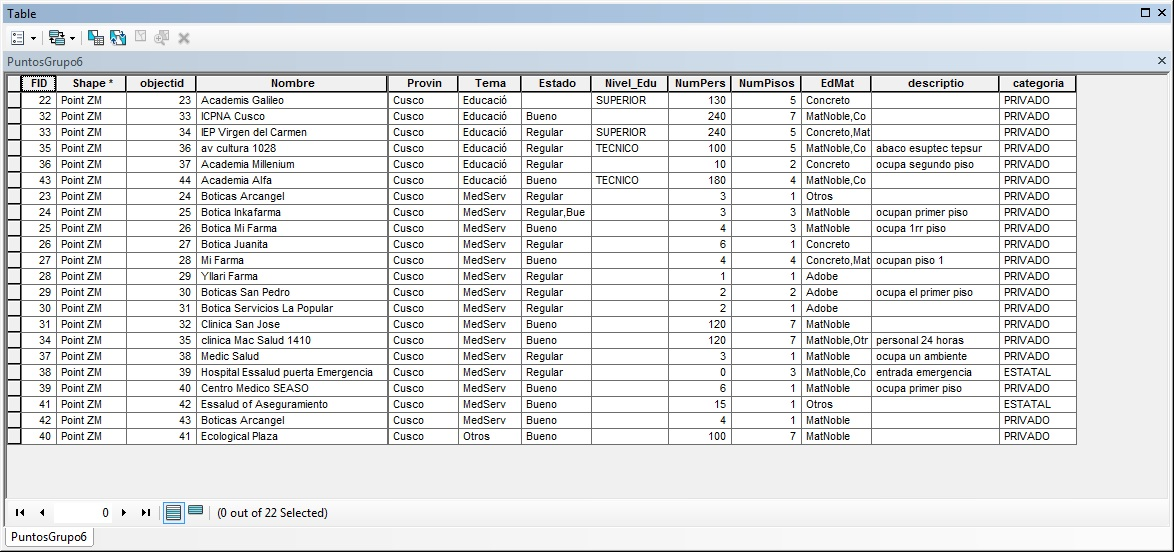 Table
PuntosGrupo6
FID Shape * objectid Nombre Provin Tema Estado Nivel_Edu NumPers NumPisos EdMat descriptio categoria
22 Point ZM 23 Academis Galileo Cusco Educació SUPERIOR 130 5 Concreto PRIVADO
32 Point ZM 33 ICPNA Cusco Cusco Educació Bueno 240 7 MatNoble,Co PRIVADO
33 Point ZM 34 IEP Virgen del Carmen Cusco Educació Regular SUPERIOR 240 5 Concreto,Mat PRIVADO
35 Point ZM 36 av cultura 1028 Cusco Educació Regular TECNICO 100 5 MatNoble,Co abaco esuptec tepsur PRIVADO
36 Point ZM 37 Academia Millenium Cusco Educació Regular 10 2 Concreto ocupa segundo piso PRIVADO
43 Point ZM 44 Academia Alfa Cusco Educació Bueno TECNICO 180 4 MatNoble,Co PRIVADO
23 Point ZM 24 Boticas Arcangel Cusco MedServ Regular 3 1 Otros PRIVADO
24 Point ZM 25 Botica Inkafarma Cusco MedServ Regular,Bue 3 3 MatNoble ocupan primer piso PRIVADO
25 Point ZM 26 Botica Mi Farma Cusco MedServ Bueno 4 3 MatNoble ocupa 1rr piso PRIVADO
26 Point ZM 27 Botica Juanita Cusco MedServ Regular 6 1 Concreto PRIVADO
27 Point ZM 28 Mi Farma Cusco MedServ Bueno 4 4 Concreto,Mat ocupan piso 1 PRIVADO
28 Point ZM 29 Yllari Farma Cusco MedServ Regular 1 1 Adobe PRIVADO
29 Point ZM 30 Boticas San Pedro Cusco MedServ Regular 2 2 Adobe ocupa el primer piso PRIVADO
30 Point ZM 31 Botica Servicios La Popular Cusco MedServ Regular 2 1 Adobe PRIVADO
31 Point ZM 32 Clinica San Jose Cusco MedServ Bueno 120 7 MatNoble PRIVADO
34 Point ZM 35 clinica Mac Salud 1410 Cusco MedServ Bueno 120 7 MatNoble,Otr personal 24 horas PRIVADO
37 Point ZM 38 Medic Salud Cusco MedServ Regular 3 1 MatNoble ocupa un ambiente PRIVADO
38 Point ZM 39 Hospital Essalud puerta Emergencia Cusco MedServ Regular 0 3 MatNoble,Co entrada emergencia ESTATAL
39 Point ZM 40 Centro Medico SEASO Cusco MedServ Bueno 6 1 MatNoble ocupa primer piso PRIVADO
41 Point ZM 42 Essalud of Aseguramiento Cusco MedServ Bueno 15 1 Otros ESTATAL
42 Point ZM 43 Boticas Arcangel Cusco MedServ Bueno 4 1 MatNoble PRIVADO
40 Point ZM 41 Ecological Plaza Cusco Otros Bueno 100 7 MatNoble PRIVADO
0 (0 out of 22 Selected)
PuntosGrupo6